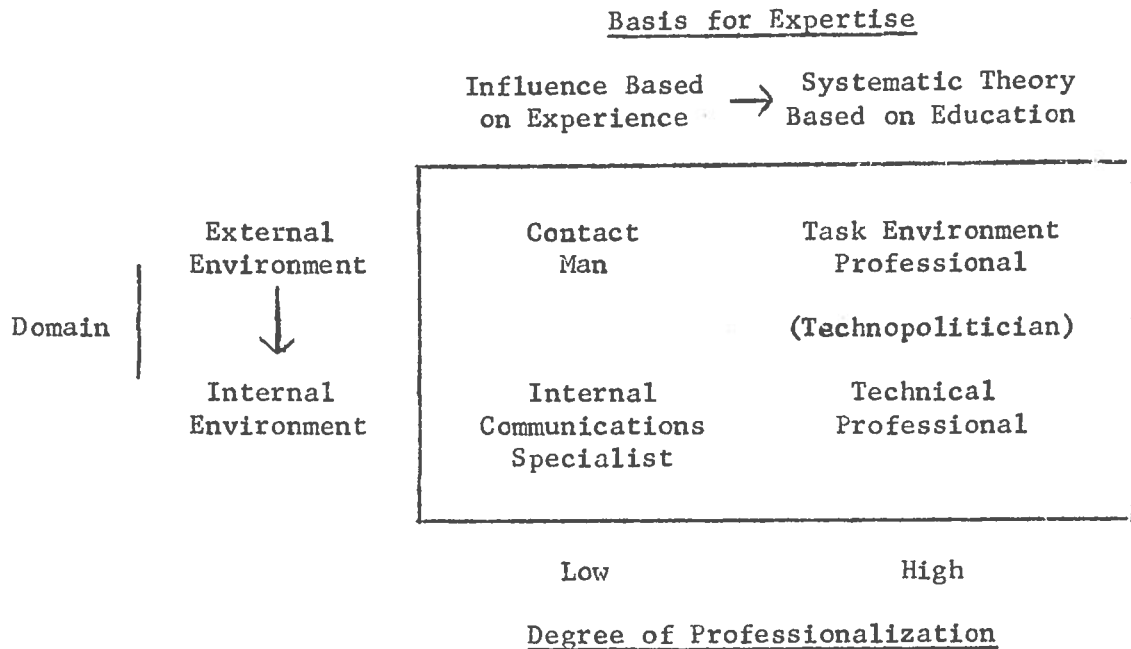 Basis for Expertise
Influence Based → Systematic Theory
on Experience Based on Education
External Contact Task Environment
Environment Man Professional
Domain (Technopolitician)
Internal Internal Technical
Environment Communications Professional
Specialist
Low High
Degree of Professionalization